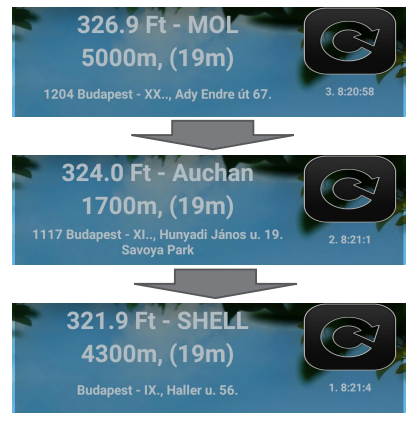 326.9 Ft - MOL
5000m, (19m)
1204 Budapest - XX.., Ady Endre út 67.
3. 8:20:58
324.0 Ft - Auchan
1700m, (19m)
1117 Budapest - XI.., Hunyadi János u. 19.
Savoya Park
2. 8:21:1
321.9 Ft - SHELL
4300m, (19m)
Budapest - IX., Haller u. 56.
1. 8:21:4